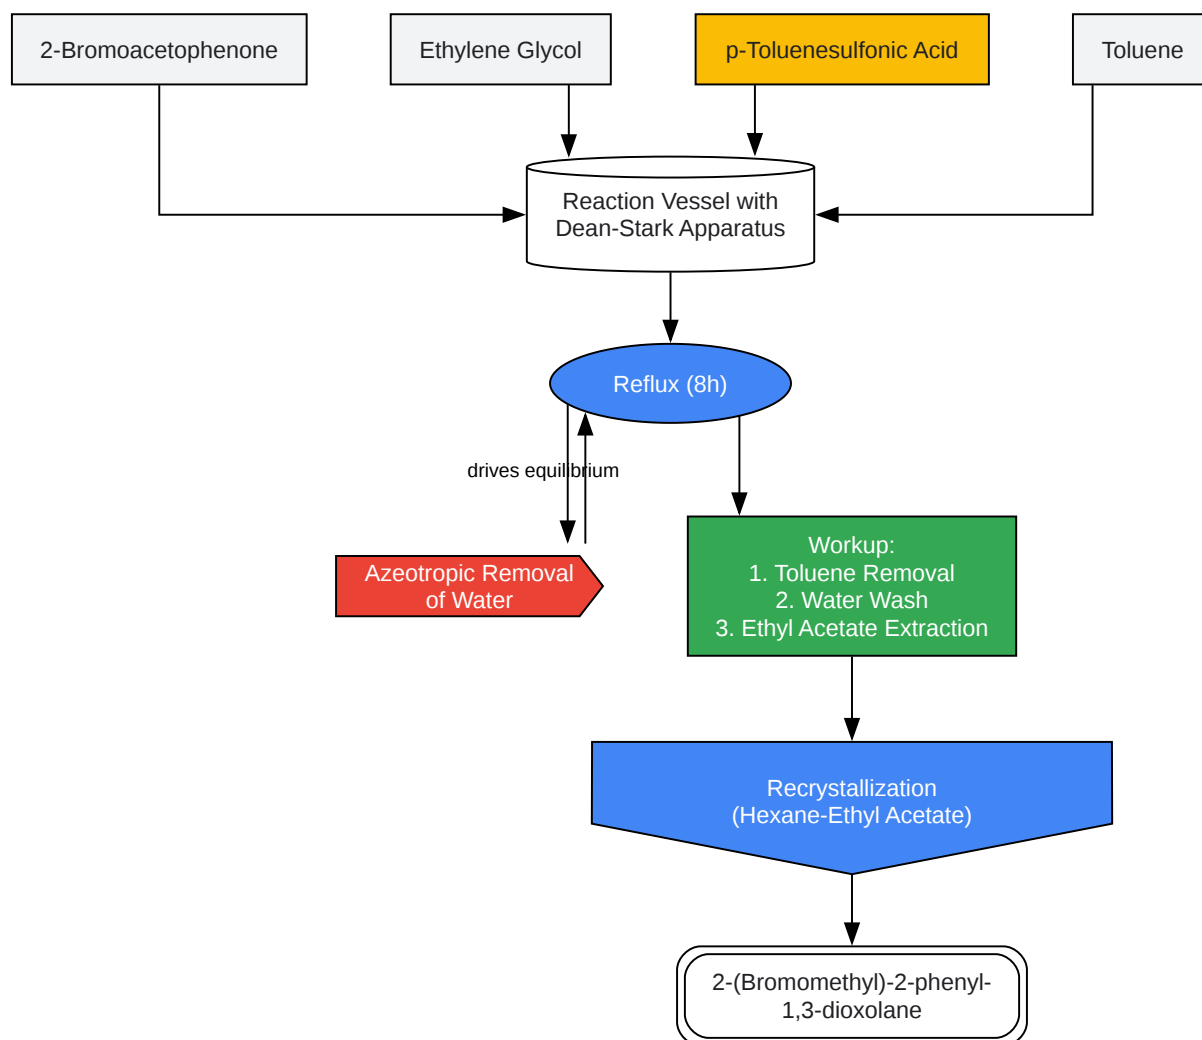 2-Bromoacetophenone
Ethylene Glycol
p-Toluenesulfonic Acid
Toluene
Reaction Vessel with
Dean-Stark Apparatus
Reflux (8h)
drives equilibrium
Azeotropic Removal
of Water
Workup:
1. Toluene Removal
2. Water Wash
3. Ethyl Acetate Extraction
Recrystallization
(Hexane-Ethyl Acetate)
2-(Bromomethyl)-2-phenyl-
1,3-dioxolane